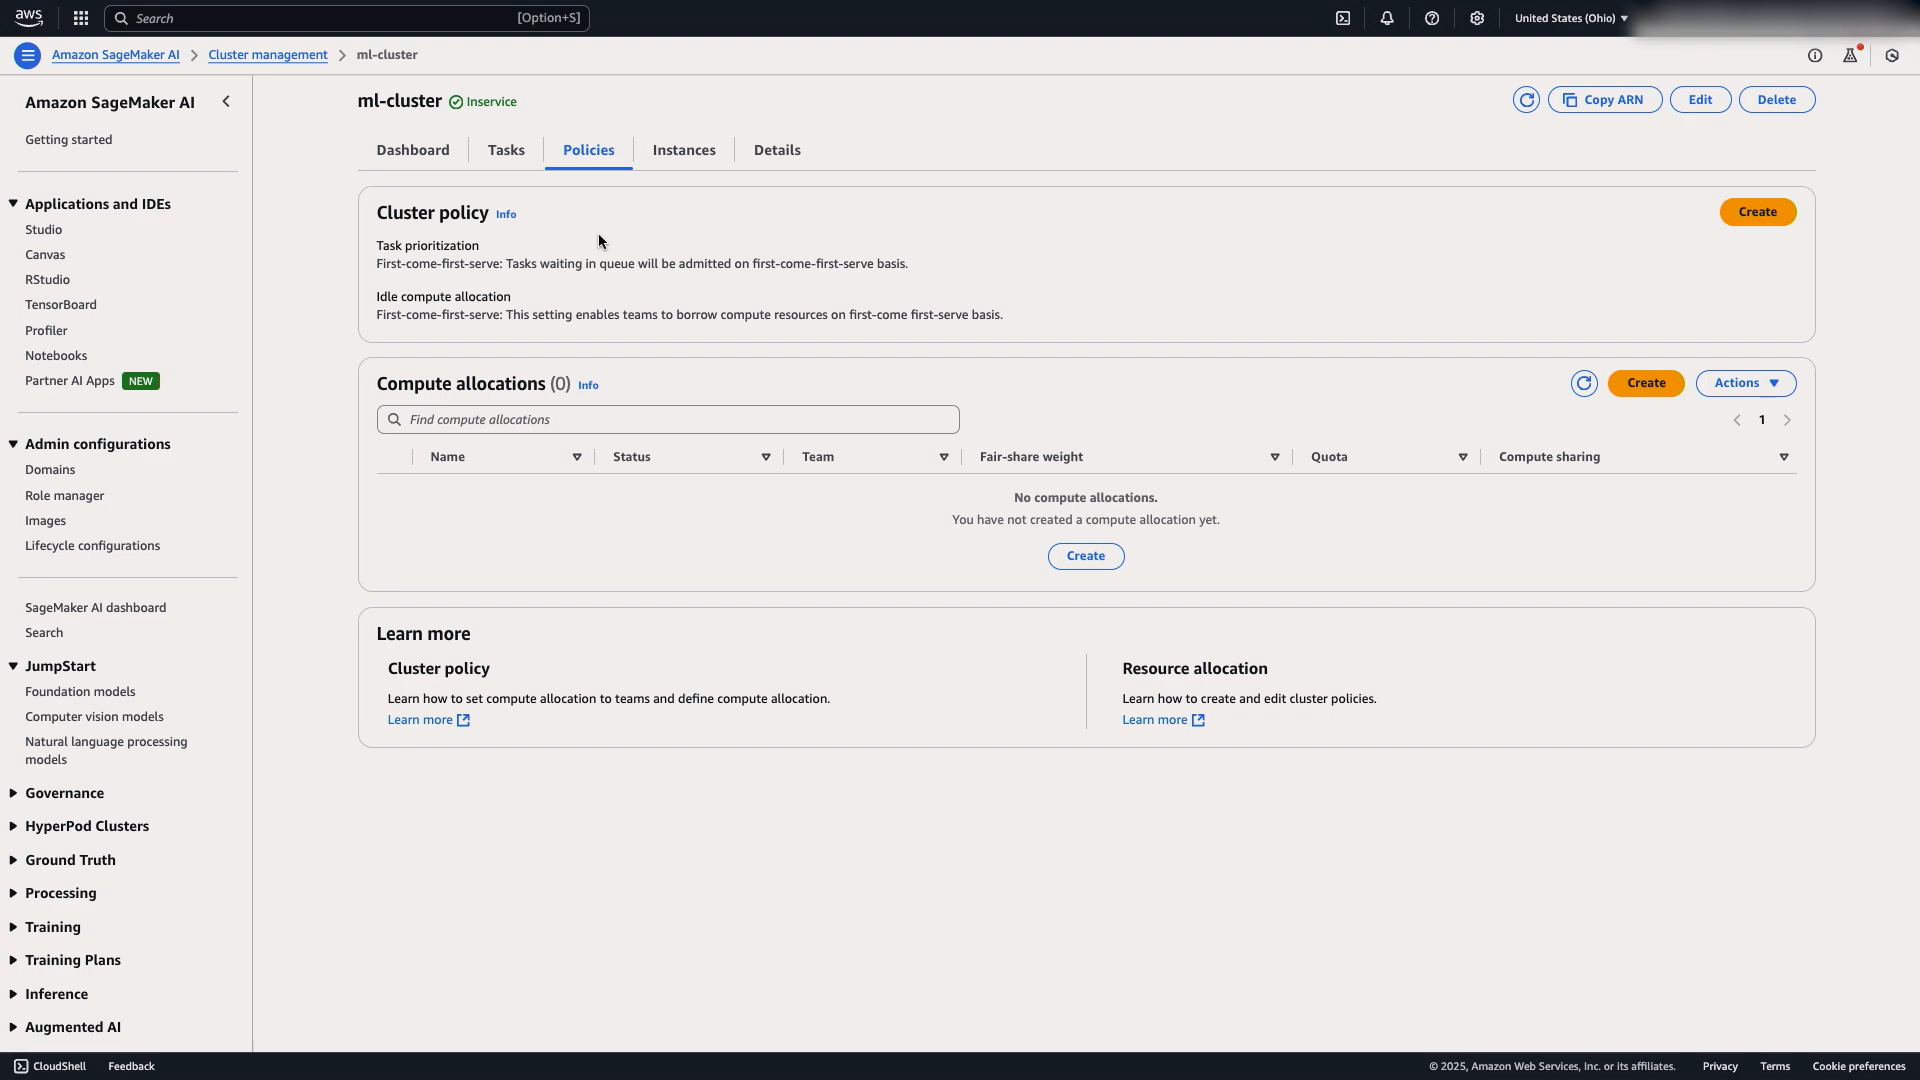 aws
Search [Option+S]
United States (Ohio)
Amazon SageMaker AI
Cluster management
ml-cluster
Amazon SageMaker AI
Getting started
Applications and IDEs
Studio
Canvas
RStudio
TensorBoard
Profiler
Notebooks
Partner AI Apps NEW
Admin configurations
Domains
Role manager
Images
Lifecycle configurations
SageMaker AI dashboard
Search
JumpStart
Foundation models
Computer vision models
Natural language processing
models
Governance
HyperPod Clusters
Ground Truth
Processing
Training
Training Plans
Inference
Augmented AI
ml-cluster Inservice
Copy ARN
Edit
Delete
Dashboard
Tasks
Policies
Instances
Details
Cluster policy Info
Create
Task prioritization
First-come-first-serve: Tasks waiting in queue will be admitted on first-come-first-serve basis.
Idle compute allocation
First-come-first-serve: This setting enables teams to borrow compute resources on first-come first-serve basis.
Compute allocations (0) Info
Create
Actions
Find compute allocations
1
Name
Status
Team
Fair-share weight
Quota
Compute sharing
No compute allocations.
You have not created a compute allocation yet.
Create
Learn more
Cluster policy
Learn how to set compute allocation to teams and define compute allocation.
Learn more
Resource allocation
Learn how to create and edit cluster policies.
Learn more
CloudShell
Feedback
© 2025, Amazon Web Services, Inc. or its affiliates.
Privacy
Terms
Cookie preferences